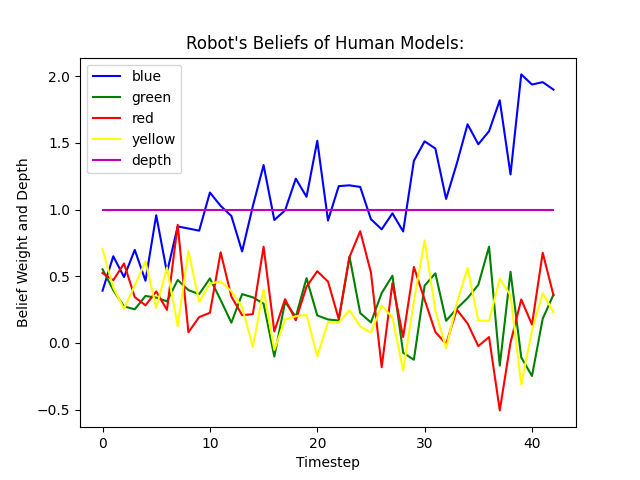 Robot's Beliefs of Human Models:
blue
green
red
yellow
depth
Belief Weight and Depth
2.0
1.5
1.0
0.5
0.0
−0.5
0
10
20
30
40
Timestep